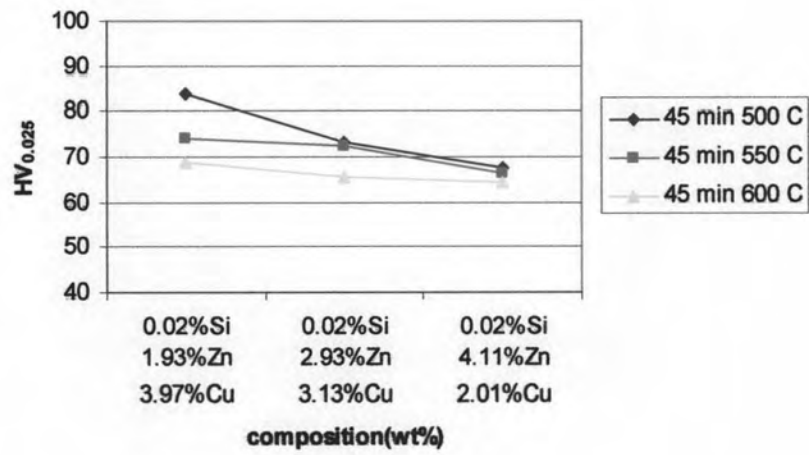 100
90
80
70
60
50
40
HV0.025
0.02%Si 0.02%Si 0.02%Si
1.93%Zn 2.93%Zn 4.11%Zn
3.97%Cu 3.13%Cu 2.01%Cu
composition(wt%)
45 min 500 C
45 min 550 C
45 min 600 C